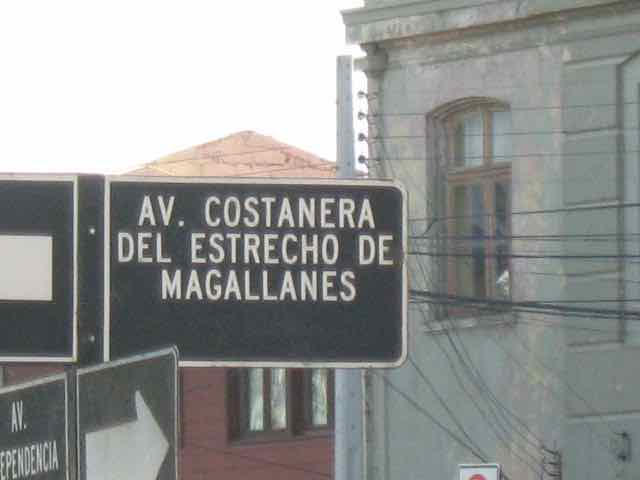 AV. COSTANERA
DEL ESTRECHO DE
MAGALLANES
AV.
EPENDENCIA